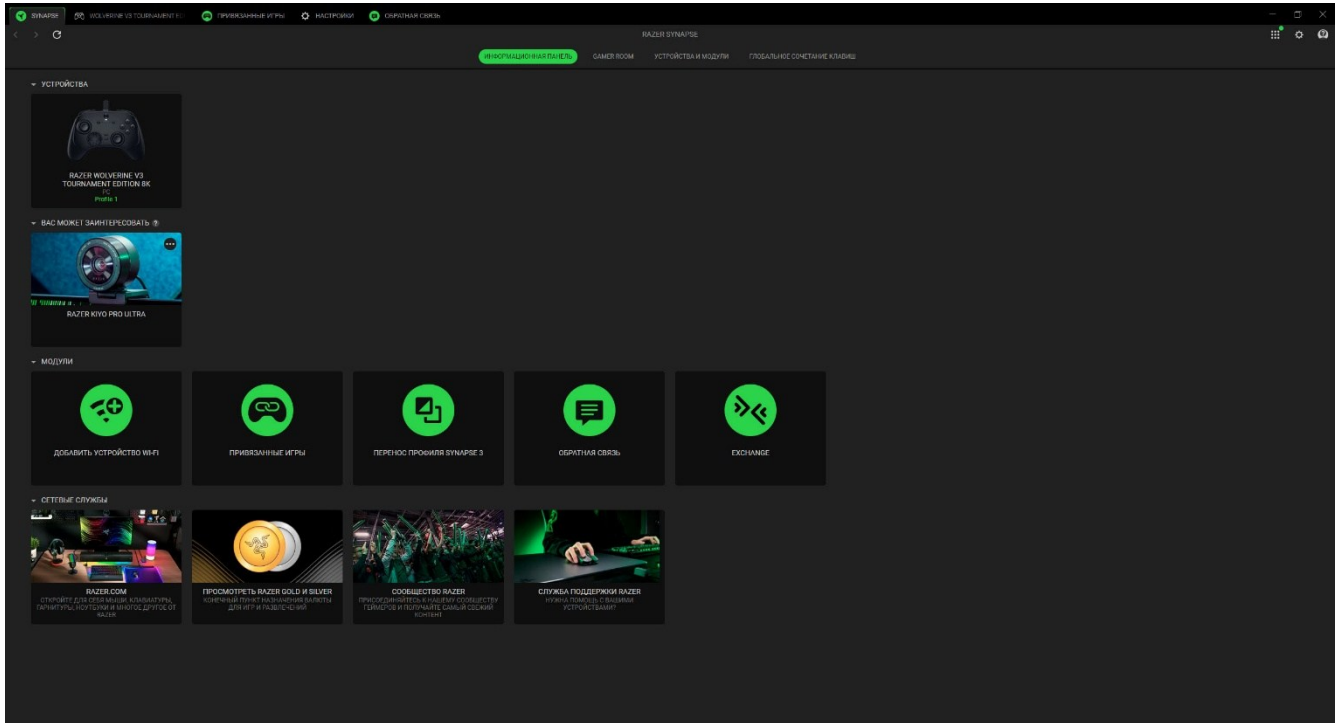 SYNAPSE
WOLVERINE V3 TOURNAMENT
ПРИВЯЗАННЫЕ ИГРЫ
НАСТРОЙКИ
ОБРАТНАЯ СВЯЗЬ
RAZER SYNAPSE
ИНФОРМАЦИОННАЯ ПАНЕЛЬ
GAMER ROOM
УСТРОЙСТВА И МОДУЛИ
ГЛОБАЛЬНОЕ СОЧЕТАНИЕ КЛАВИШ
УСТРОЙСТВА
RAZER WOLVERINE V3
TOURNAMENT EDITION 8K
PC
Profile 1
ВАС МОЖЕТ ЗАИНТЕРЕСОВАТЬ
RAZER KIYO PRO ULTRA
МОДУЛИ
ДОБАВИТЬ УСТРОЙСТВО WI-FI
ПРИВЯЗАННЫЕ ИГРЫ
ПЕРЕНОС ПРОФИЛЯ SYNAPSE 3
ОБРАТНАЯ СВЯЗЬ
EXCHANGE
СЕТЕВЫЕ СЛУЖБЫ
RAZER.COM
ОТКРОЙТЕ ДЛЯ СЕБЯ МЫШИ, КЛАВИАТУРЫ,
ГАРНИТУРЫ, НОУТБУКИ И МНОГОЕ ДРУГОЕ ОТ
RAZER
ПРОСМОТРЕТЬ RAZER GOLD И SILVER
КОНЕЧНЫЙ ПУНКТ НАЗНАЧЕНИЯ ВАЛЮТЫ
ДЛЯ ИГР И РАЗВЛЕЧЕНИЙ
СООБЩЕСТВО RAZER
ПРИСОЕДИНЯЙТЕСЬ К НАШЕМУ СООБЩЕСТВУ
ГЕЙМЕРОВ И ПОЛУЧАЙТЕ САМЫЙ СВЕЖИЙ
КОНТЕНТ
СЛУЖБА ПОДДЕРЖКИ RAZER
НУЖНА ПОМОЩЬ С ВАШИМИ
УСТРОЙСТВАМИ?